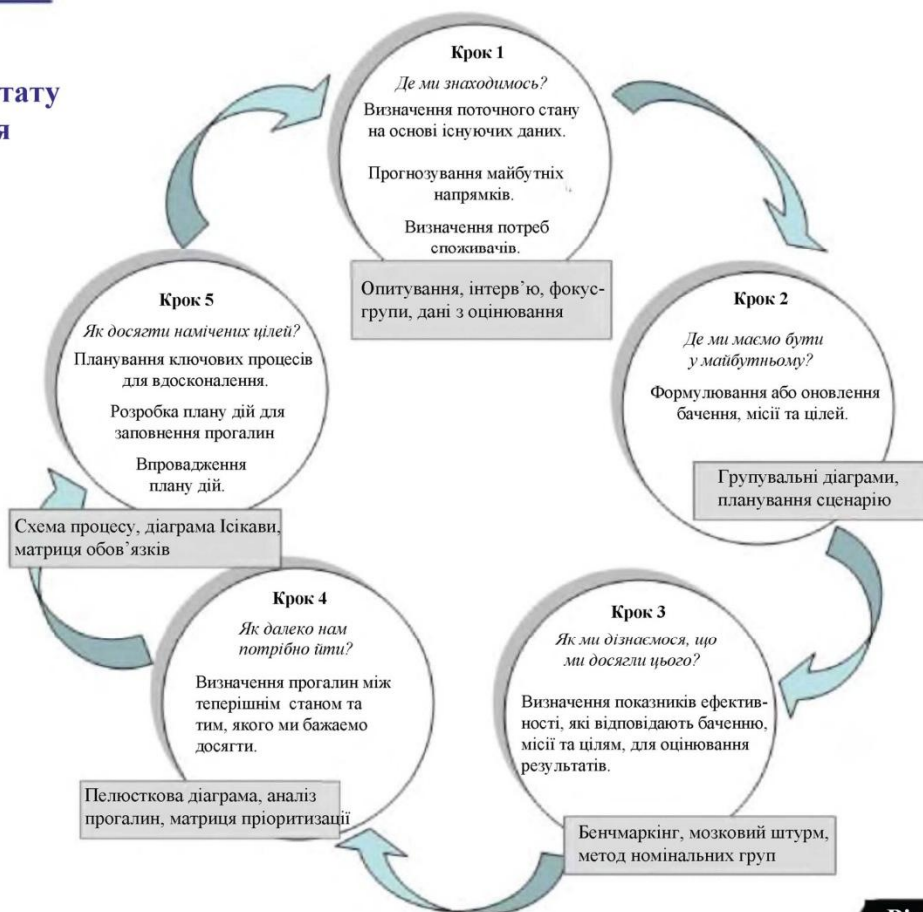 тату
я
Крок 1
Де ми знаходимось?
Визначення поточного стану
на основі існуючих даних.
Прогнозування майбутніх
напрямків.
Визначення потреб
споживачів.
Опитування, інтерв’ю, фокус-
групи, дані з оцінювання
Крок 2
Де ми маємо бути
у майбутньому?
Формулювання або оновлення
бачення, місії та цілей.
Групувальні діаграми,
планування сценарію
Крок 3
Як ми дізнаємося, що
ми досягли цього?
Визначення показників ефектив-
ності, які відповідають баченню,
місії та цілям, для оцінювання
результатів.
Бенчмаркінг, мозковий штурм,
метод номінальних груп
Крок 4
Як далеко нам
потрібно йти?
Визначення прогалин між
теперішнім станом та
тим, якого ми бажаємо
досягти.
Пелюсткова діаграма, аналіз
прогалин, матриця пріоритизації
Крок 5
Як досягти намічених цілей?
Планування ключових процесів
для вдосконалення.
Розробка плану дій для
заповнення прогалин
Впровадження
плану дій.
Схема процесу, діаграма Ісікави,
матриця обов’язків